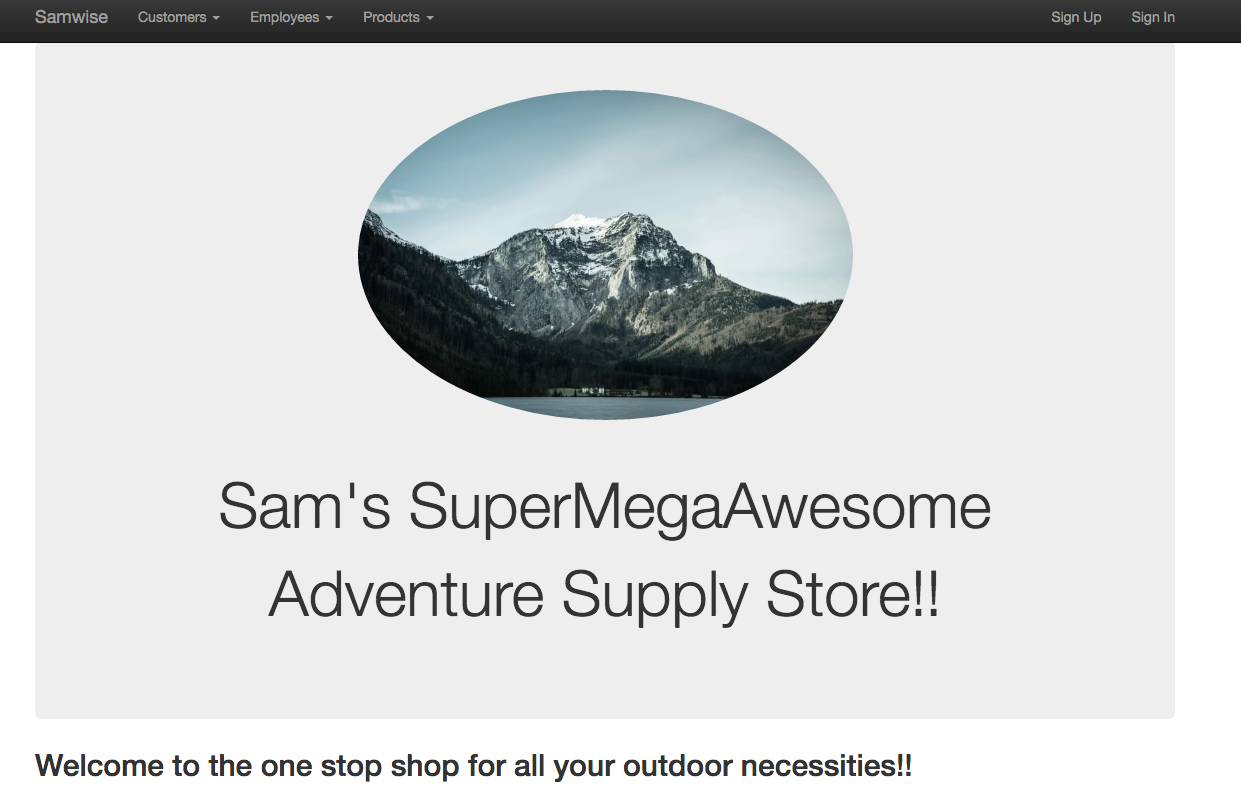 Samwise Customers Employees Products Sign Up Sign In
Sam's SuperMegaAwesome
Adventure Supply Store!!
Welcome to the one stop shop for all your outdoor necessities!!